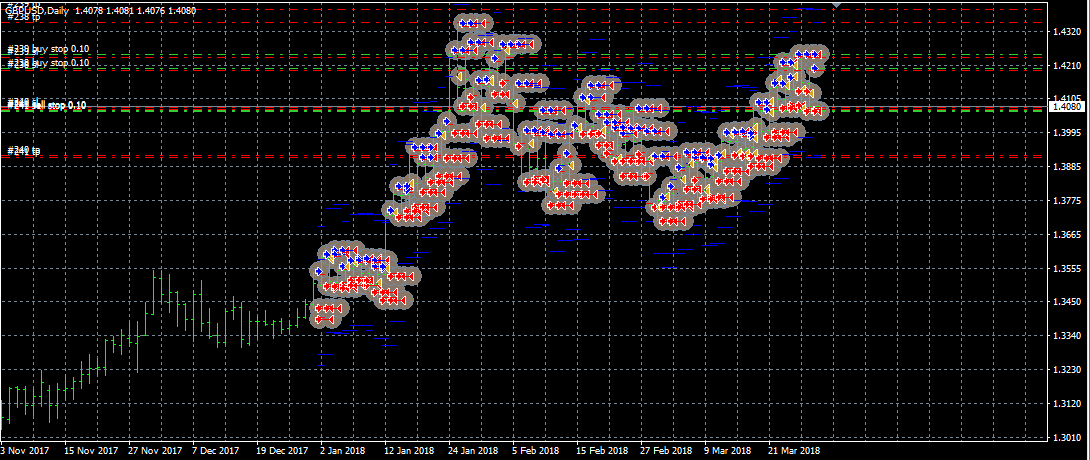 GBPUSD,Daily 1.4078 1.4081 1.4076 1.4080
#238 tp
#239 buy stop 0.10
#238 buy stop 0.10
sell stop 0.10
#240 tp
#241 tp
1.4320
1.4210
1.4105
1.4080
1.3995
1.3885
1.3775
1.3665
1.3555
1.3450
1.3340
1.3230
1.3120
1.3010
3 Nov 2017
15 Nov 2017
27 Nov 2017
7 Dec 2017
19 Dec 2017
2 Jan 2018
12 Jan 2018
24 Jan 2018
5 Feb 2018
15 Feb 2018
27 Feb 2018
9 Mar 2018
21 Mar 2018